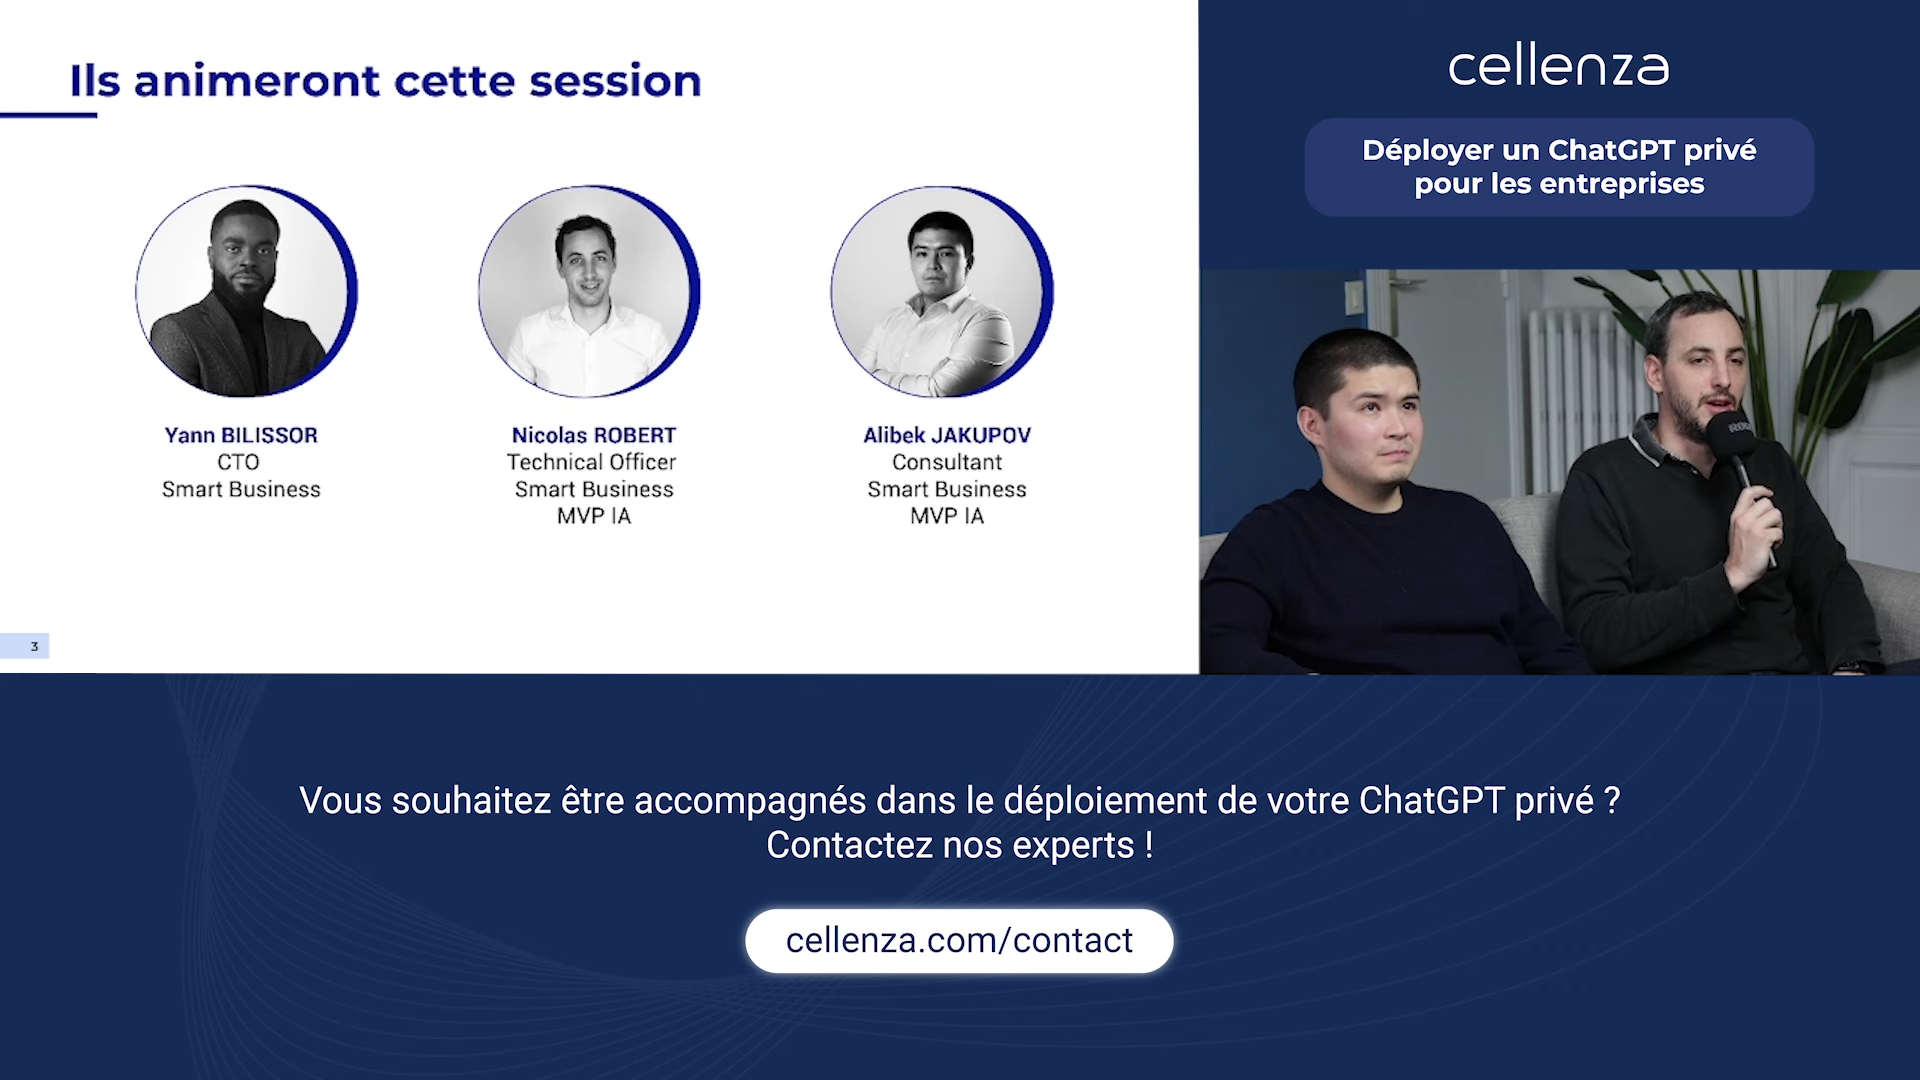 Ils animeront cette session
Yann BILISSOR
CTO
Smart Business
Nicolas ROBERT
Technical Officer
Smart Business
MVP IA
Alibek JAKUPOV
Consultant
Smart Business
MVP IA
3
cellenza
Déployer un ChatGPT privé
pour les entreprises
Vous souhaitez être accompagnés dans le déploiement de votre ChatGPT privé ?
Contactez nos experts !
cellenza.com/contact